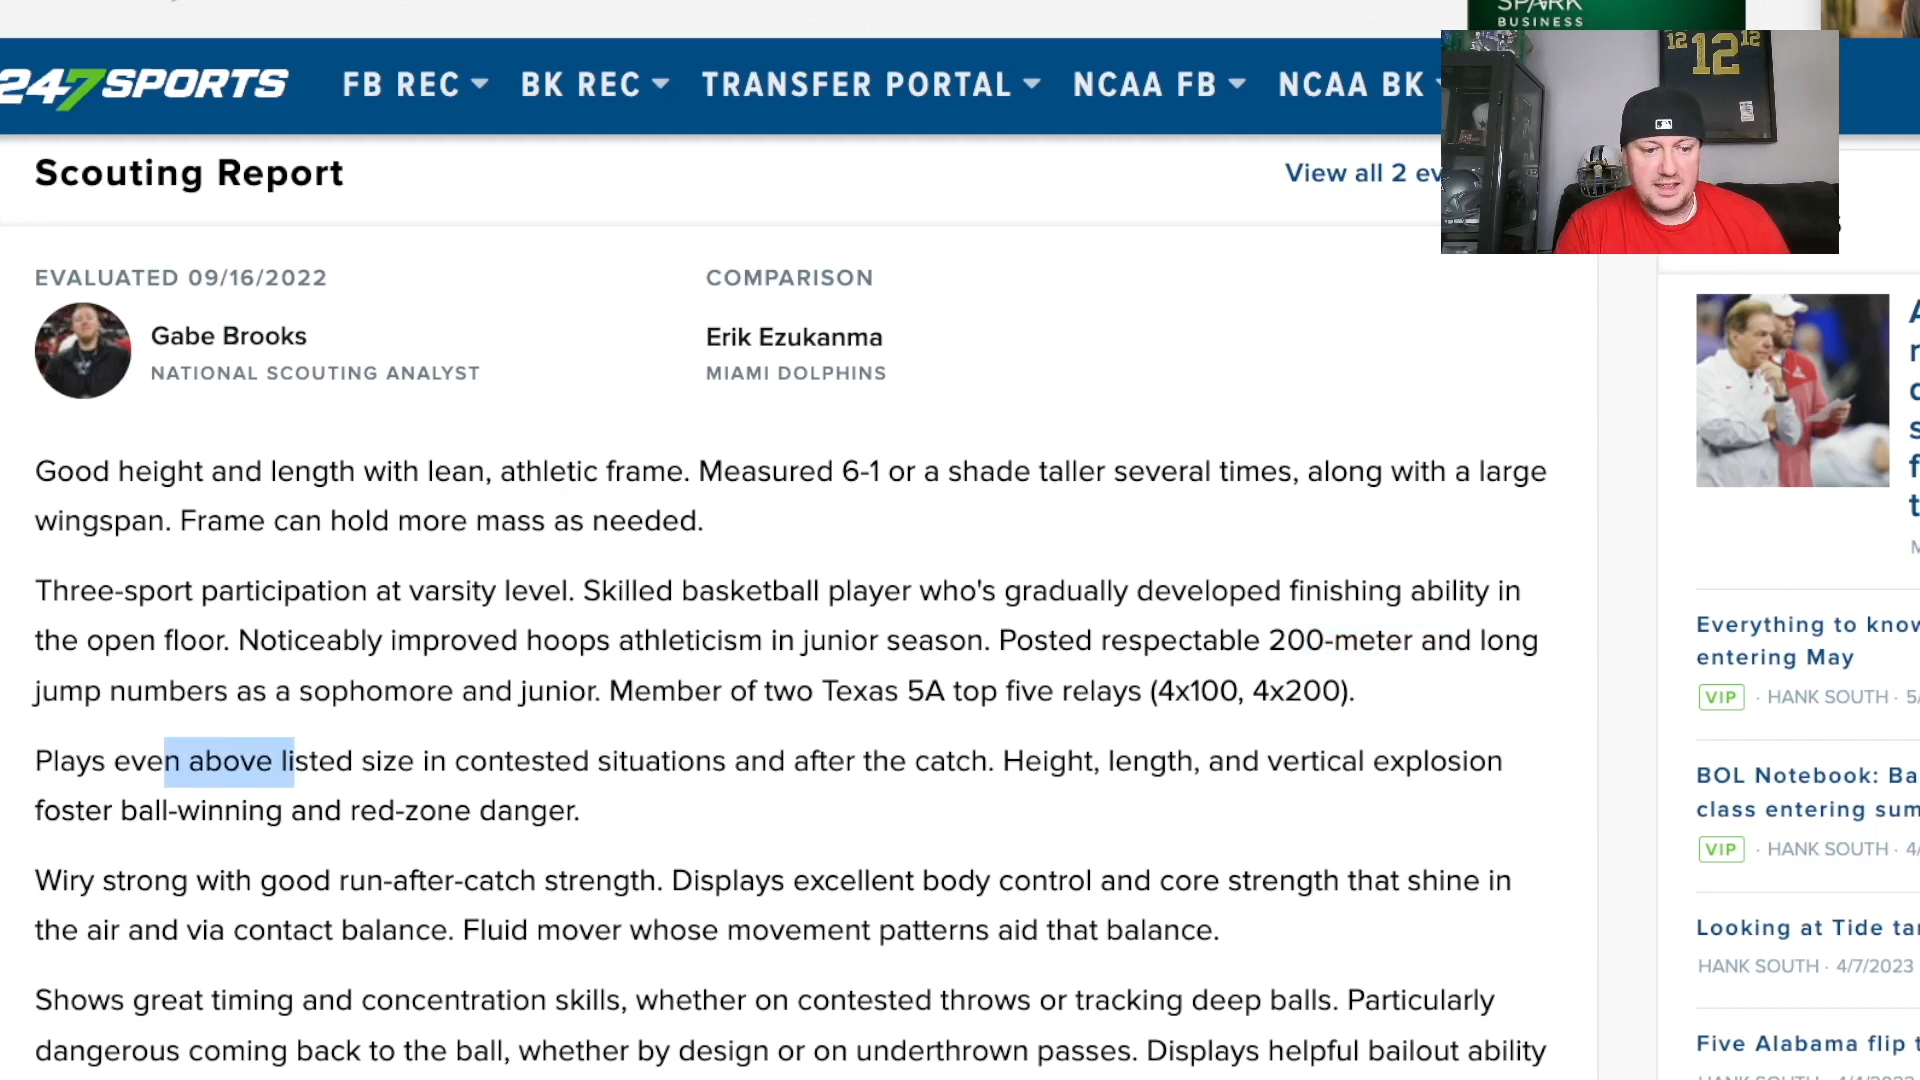 SPARK
BUSINESS
247SPORTS FB REC BK REC TRANSFER PORTAL NCAA FB NCAA BK
12 12 12
Scouting Report
View all 2 ev
EVALUATED 09/16/2022
Gabe Brooks
NATIONAL SCOUTING ANALYST
COMPARISON
Erik Ezukanma
MIAMI DOLPHINS
Good height and length with lean, athletic frame. Measured 6-1 or a shade taller several times, along with a large
wingspan. Frame can hold more mass as needed.
Three-sport participation at varsity level. Skilled basketball player who's gradually developed finishing ability in
the open floor. Noticeably improved hoops athleticism in junior season. Posted respectable 200-meter and long
jump numbers as a sophomore and junior. Member of two Texas 5A top five relays (4x100, 4x200).
Plays even above listed size in contested situations and after the catch. Height, length, and vertical explosion
foster ball-winning and red-zone danger.
Wiry strong with good run-after-catch strength. Displays excellent body control and core strength that shine in
the air and via contact balance. Fluid mover whose movement patterns aid that balance.
Shows great timing and concentration skills, whether on contested throws or tracking deep balls. Particularly
dangerous coming back to the ball, whether by design or on underthrown passes. Displays helpful bailout ability
Everything to know
entering May
VIP · HANK SOUTH · 5/
BOL Notebook: Ba
class entering sum
VIP · HANK SOUTH · 4/
Looking at Tide tar
HANK SOUTH · 4/7/2023
Five Alabama flip t